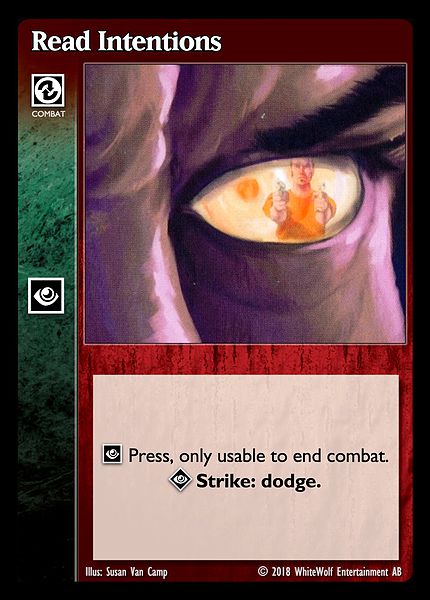 Read Intentions
COMBAT
Press, only usable to end combat.
Strike: dodge.
Illus: Susan Van Camp © 2018 WhiteWolf Entertainment AB